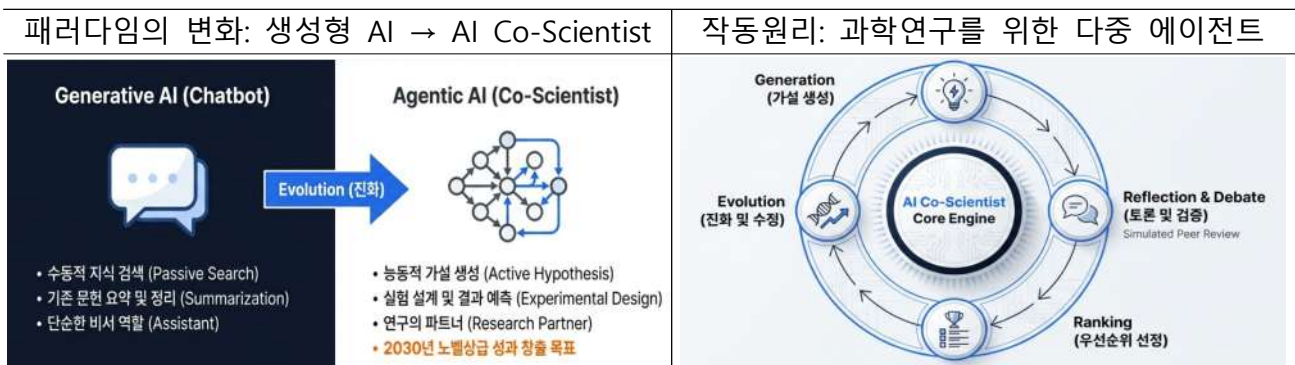 패러다임의 변화: 생성형 AI → AI Co-Scientist
작동원리: 과학연구를 위한 다중 에이전트
Generative AI (Chatbot)
• 수동적 지식 검색 (Passive Search)
• 기존 문헌 요약 및 정리 (Summarization)
• 단순한 비서 역할 (Assistant)
Evolution (진화)
Agentic AI (Co-Scientist)
• 능동적 가설 생성 (Active Hypothesis)
• 실험 설계 및 결과 예측 (Experimental Design)
• 연구의 파트너 (Research Partner)
• 2030년 노벨상급 성과 창출 목표
Generation
(가설 생성)
Evolution
(진화 및 수정)
AI Co-Scientist
Core Engine
Reflection & Debate
(토론 및 검증)
Simulated Peer Review
Ranking
(우선순위 선정)